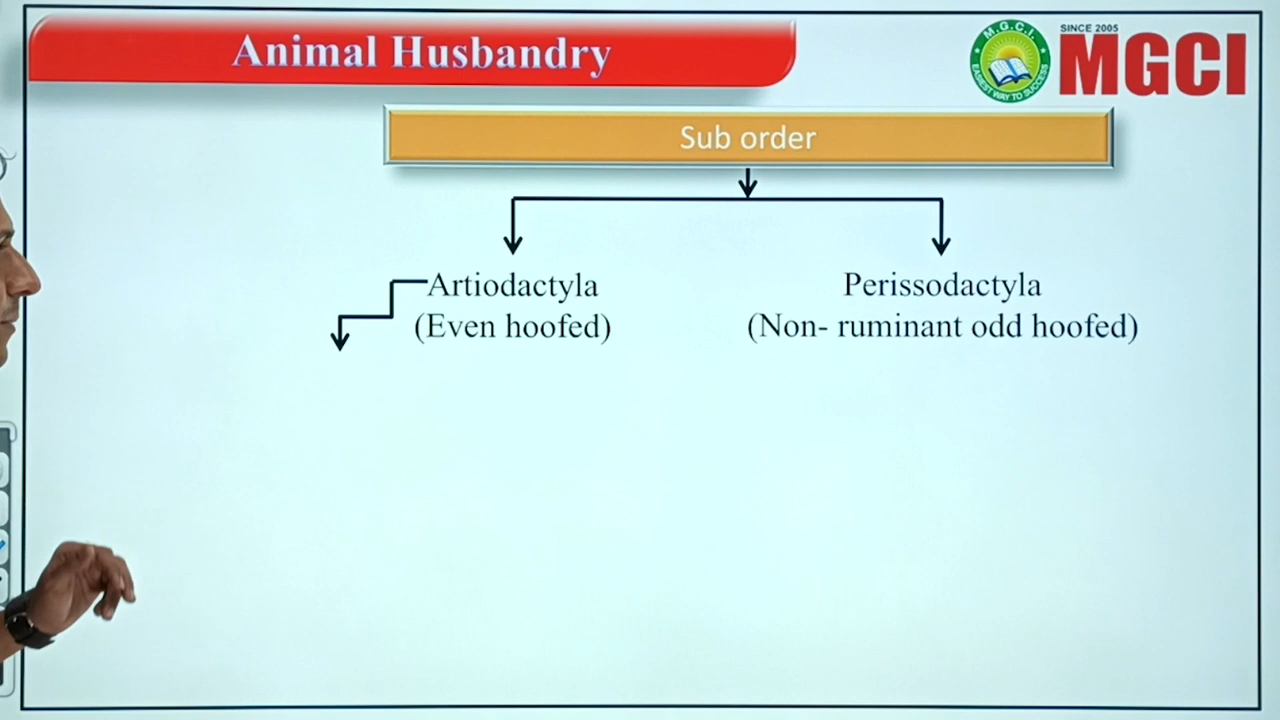 Animal Husbandry
M.G.C.I.
EASIEST WAY TO SUCCESS
SINCE 2005
MGCI
Sub order
Artiodactyla
(Even hoofed)
Perissodactyla
(Non- ruminant odd hoofed)